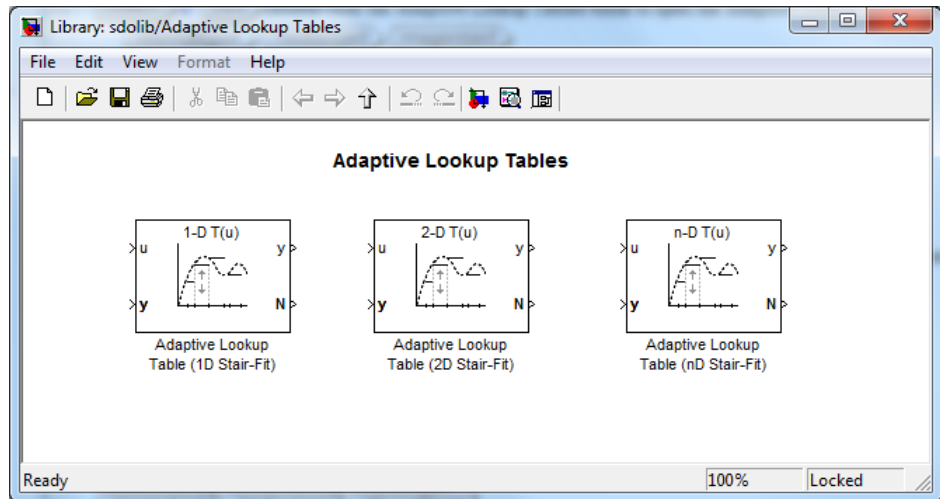 Library: sdolib/Adaptive Lookup Tables
File Edit View Format Help
Adaptive Lookup Tables
1-D T(u)
u y
y N
Adaptive Lookup
Table (1D Stair-Fit)
2-D T(u)
u y
y N
Adaptive Lookup
Table (2D Stair-Fit)
n-D T(u)
u y
y N
Adaptive Lookup
Table (nD Stair-Fit)
Ready 100% Locked